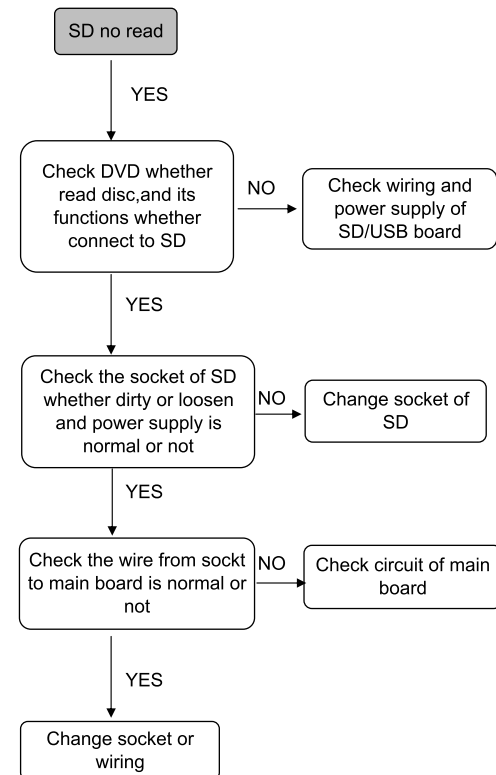 SD no read
YES
Check DVD whether
read disc,and its
functions whether
connect to SD
NO
Check wiring and
power supply of
SD/USB board
YES
Check the socket of SD
whether dirty or loosen
and power supply is
normal or not
NO
Change socket of
SD
YES
Check the wire from sockt
to main board is normal or
not
NO
Check circuit of main
board
YES
Change socket or
wiring